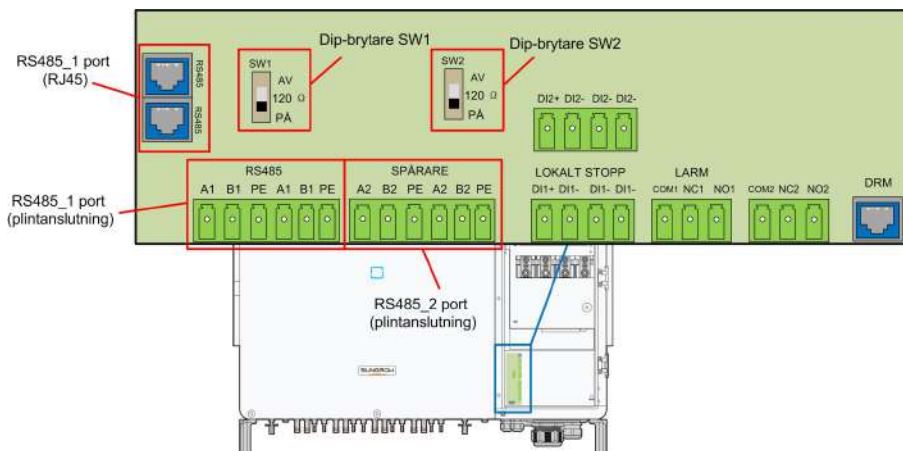 Dip-brytare SW1
Dip-brytare SW2
RS485_1 port
(RJ45)
RS485
RS485
SW1
AV
120 Ω
PÅ
SW2
AV
120 Ω
PÅ
DI2+ DI2- DI2- DI2-
RS485
A1 B1 PE A1 B1 PE
SPÅRARE
A2 B2 PE A2 B2 PE
LOKALT STOPP
DI1+ DI1- DI1- DI1-
LARM
COM1 NC1 NO1
COM2 NC2 NO2
DRM
RS485_1 port
(plintanslutning)
RS485_2 port
(plintanslutning)
SUNGROW